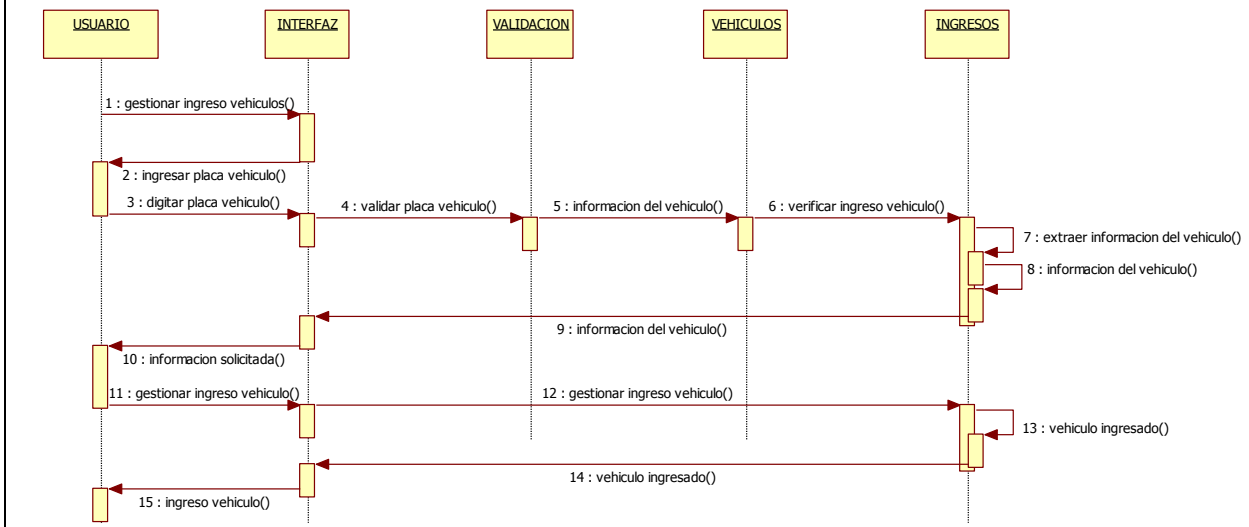 USUARIO
INTERFAZ
VALIDACION
VEHICULOS
INGRESOS
1 : gestionar ingreso vehiculos()
2 : ingresar placa vehiculo()
3 : digitar placa vehiculo()
4 : validar placa vehiculo()
5 : informacion del vehiculo()
6 : verificar ingreso vehiculo()
7 : extraer informacion del vehiculo()
8 : informacion del vehiculo()
9 : informacion del vehiculo()
10 : informacion solicitada()
11 : gestionar ingreso vehiculo()
12 : gestionar ingreso vehiculo()
13 : vehiculo ingresado()
14 : vehiculo ingresado()
15 : ingreso vehiculo()